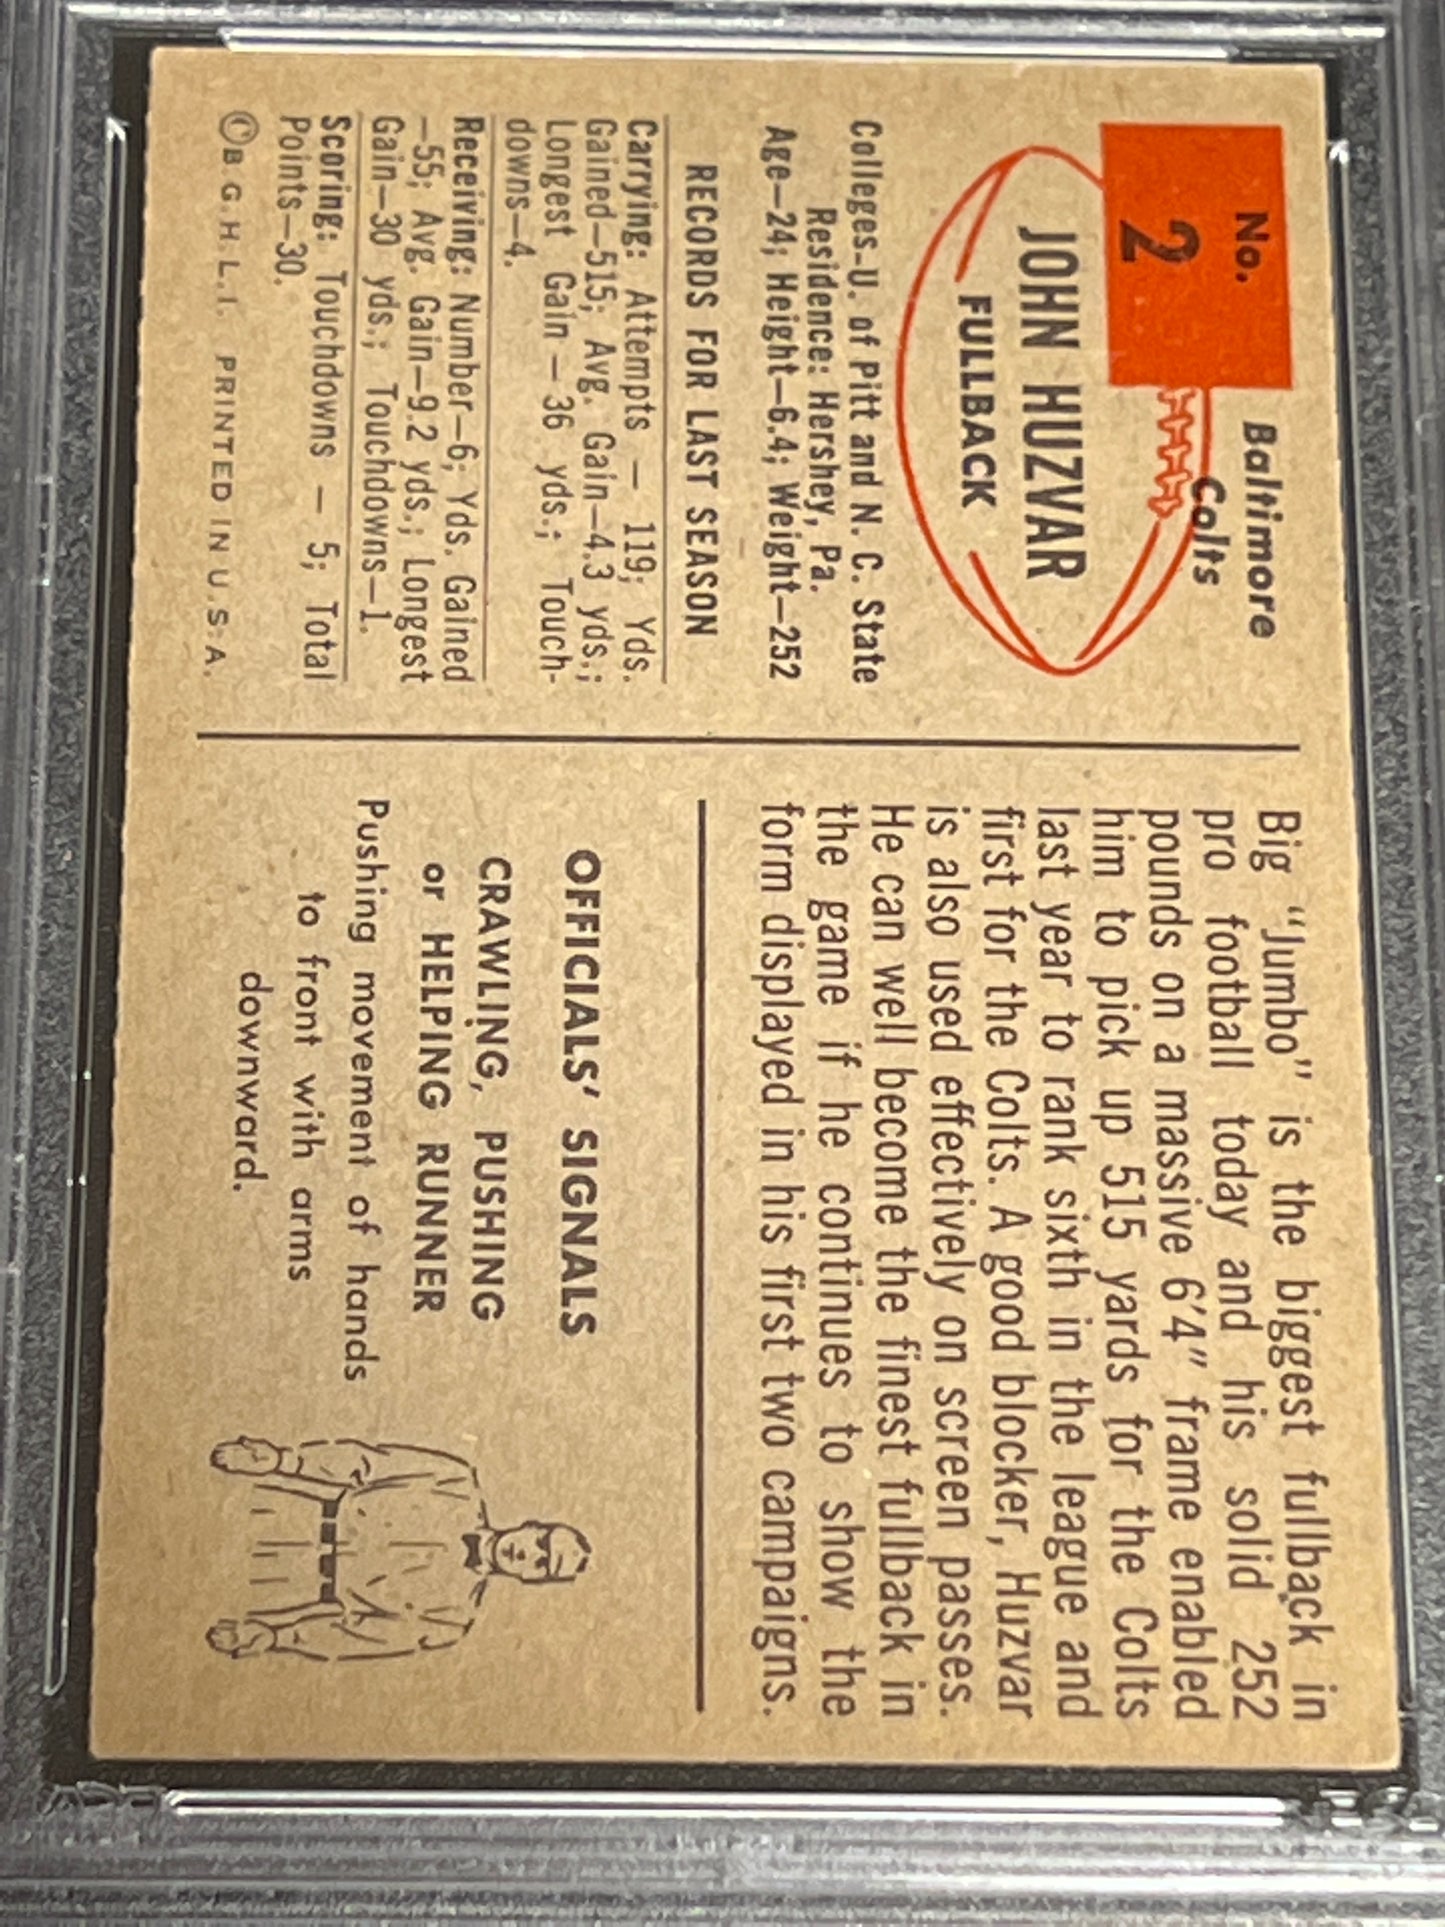 No.
2
Baltimore
Colts
JOHN HUZVAR
FULLBACK
Colleges-U. of Pitt and N. C. State
Residence: Hershey, Pa.
Age—24; Height—6.4; Weight—252
RECORDS FOR LAST SEASON
Carrying: Attempts — 119; Yds.
Gained—515; Avg. Gain—4.3 yds.;
Longest Gain — 36 yds.; Touch-
downs—4.
Receiving: Number—6; Yds. Gained
—55; Avg. Gain—9.2 yds.; Longest
Gain—30 yds.; Touchdowns—1.
Scoring: Touchdowns — 5; Total
Points—30.
©B.G.H.L.I. PRINTED IN U.S.A.
Big "Jumbo" is the biggest fullback in
pro football today and his solid 252
pounds on a massive 6'4" frame enabled
him to pick up 515 yards for the Colts
last year to rank sixth in the league and
first for the Colts. A good blocker, Huzvar
is also used effectively on screen passes.
He can well become the finest fullback in
the game if he continues to show the
form displayed in his first two campaigns.
OFFICIALS' SIGNALS
CRAWLING, PUSHING
or HELPING RUNNER
Pushing movement of hands
to front with arms
downward.